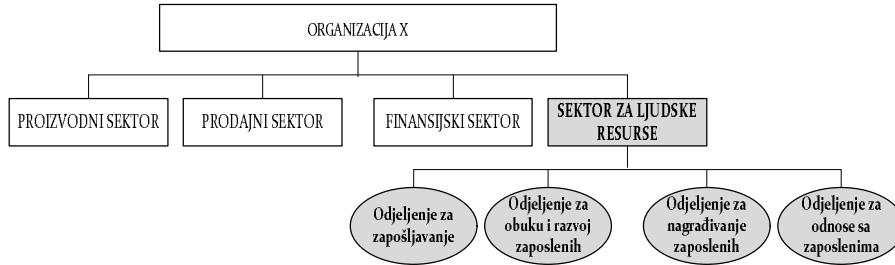 ORGANIZACIJA X
PROIZVODNI SEKTOR
PRODAJNI SEKTOR
FINANSIJSKI SEKTOR
SEKTOR ZA LJUDSKE
RESURSE
Odjeljenje za
zapošljavanje
Odjeljenje za
obuku i razvoj
zaposlenih
Odjeljenje za
nagrađivanje
zaposlenih
Odjeljenje za
odnose sa
zaposlenima